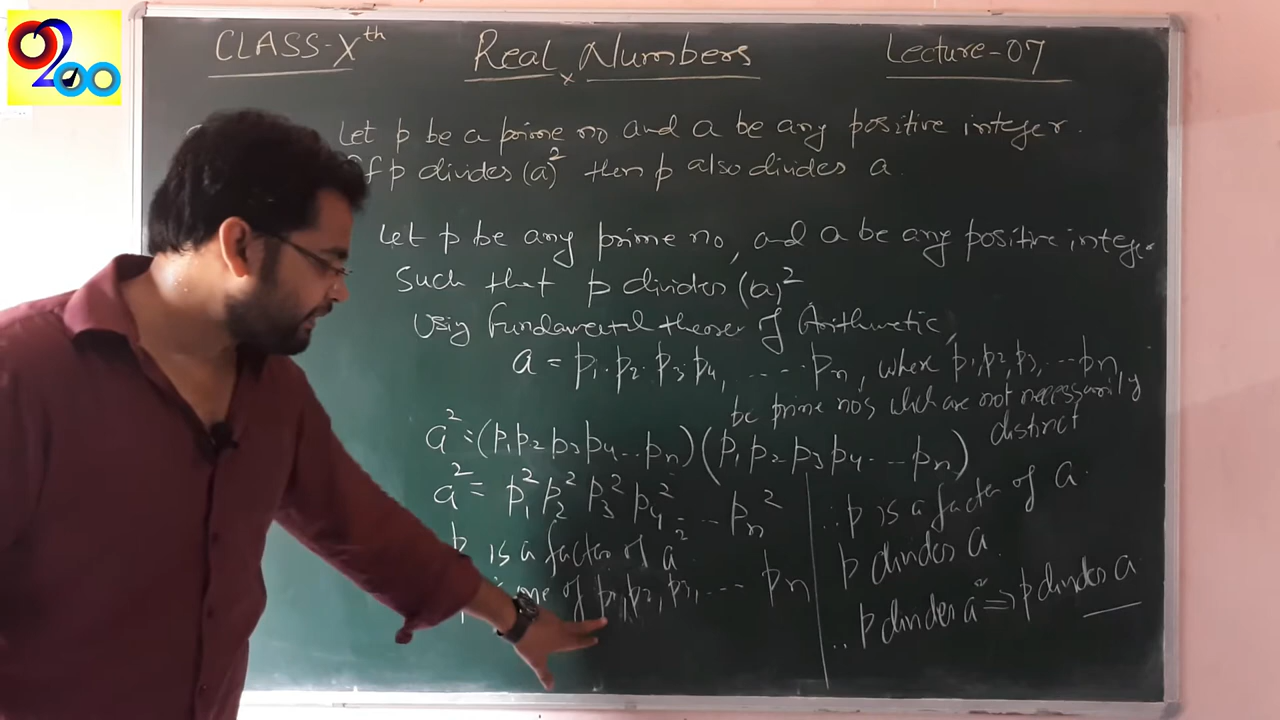 0200
CLASS-Xth
Real Numbers
Lecture-07
Let p be a prime no and a be any positive integer.
If p divides (a)² then p also divides a.
Let p be any prime no, and a be any positive integer
Such that p divides (a)²
Using Fundamental theorem of Arithmetic,
a = p₁.p₂.p₃.p₄, ..... pₙ, where p₁,p₂,p₃,...pₙ,
be prime no's which are not necessarily
distinct
a² = (p₁p₂p₃p₄...pₙ)(p₁p₂p₃p₄...pₙ)
a² = p₁²p₂²p₃²p₄²...pₙ²
p is a factor of a²
one of p₁,p₂,p₃,...pₙ
∴ p is a factor of a.
p divides a.
∴ p divides a² ⇒ p divides a